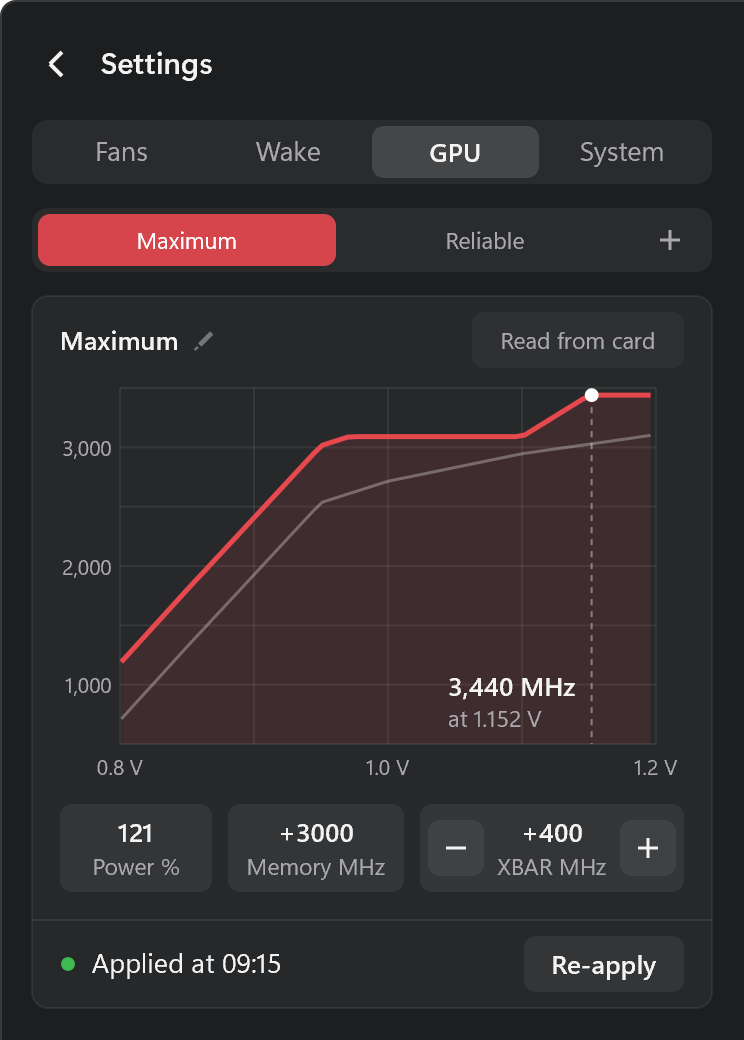 Settings
Fans Wake GPU System
Maximum Reliable +
Maximum Read from card
3,000
2,000
1,000
3,440 MHz
at 1.152 V
0.8 V 1.0 V 1.2 V
121 +3000 +400
Power % Memory MHz − XBAR MHz +
Applied at 09:15 Re-apply